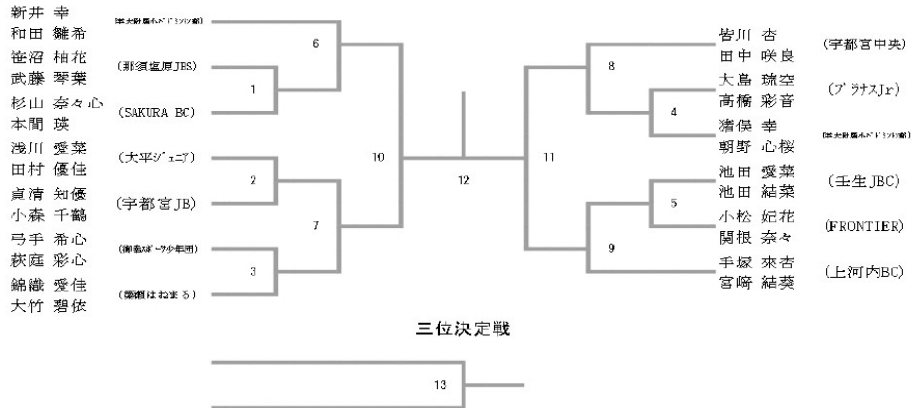 新井 幸
和田 雛希
笹沼 柚花
武藤 琴葉
(那須塩原JBS)
杉山 奈々心
本間 瑛
(SAKURA BC)
浅川 愛菜
田村 優佳
(大平ジュニア)
貞清 知優
小森 千鶴
(宇都宮JB)
弓手 希心
萩庭 彩心
錦織 愛佳
大竹 碧依
6
1
2
7
3
10
12
皆川 杏
田中 咲良
(宇都宮中央)
大島 琉空
高橋 彩音
(プラナスJr)
猪俣 幸
朝野 心桜
池田 愛菜
池田 結菜
(壬生JBC)
小松 妃花
関根 奈々
(FRONTIER)
手塚 來杏
宮﨑 結葵
(上河内BC)
8
4
11
5
9
三位決定戦
13